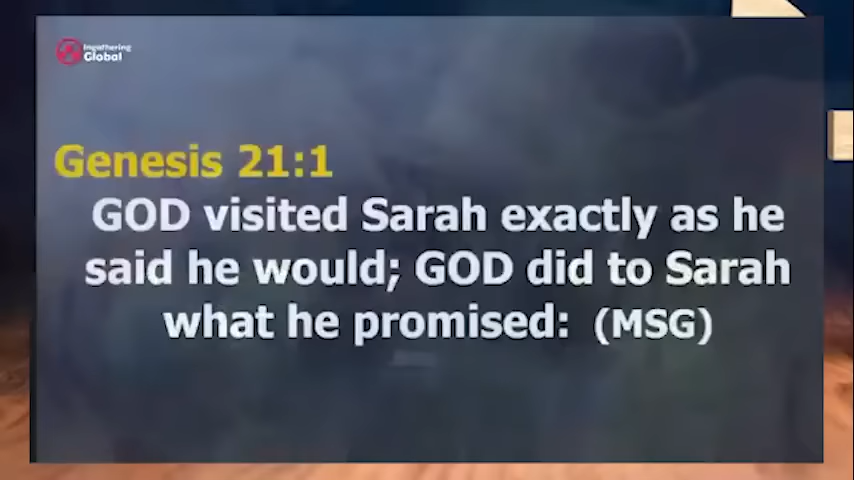 Ingathering
Global
Genesis 21:1
GOD visited Sarah exactly as he
said he would; GOD did to Sarah
what he promised: (MSG)